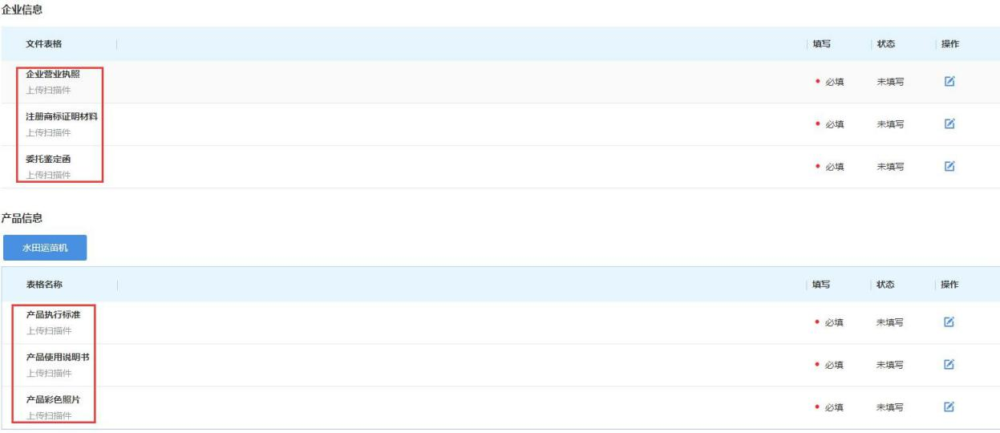 企业信息
文件表格 填写 状态 操作
企业营业执照
上传扫描件 必填 未填写
注册商标证明材料
上传扫描件 必填 未填写
委托鉴定函
上传扫描件 必填 未填写
产品信息
水田运苗机
表格名称 填写 状态 操作
产品执行标准
上传扫描件 必填 未填写
产品使用说明书
上传扫描件 必填 未填写
产品彩色照片
上传扫描件 必填 未填写